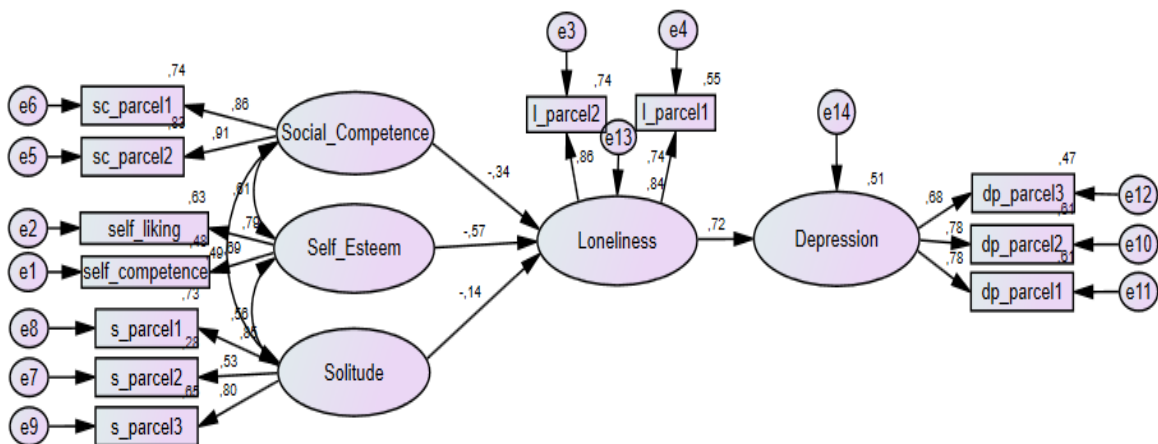 e3
e4
,74
,74
,55
e6
sc_parcel1
,86
Social_Competence
l_parcel2
l_parcel1
e14
,83
e13
e5
sc_parcel2
,91
,86
,74
,47
,63
,61
-,34
,84
,51
,68
dp_parcel3
e12
e2
self_liking
,79
,61
,48
Self_Esteem
-,57
Loneliness
,72
Depression
,78
dp_parcel2
e10
,49
,69
,78
,61
e1
self_competence
-,14
dp_parcel1
e11
,73
,56
e8
s_parcel1
,85
,28
e7
s_parcel2
,53
Solitude
,65
,80
e9
s_parcel3